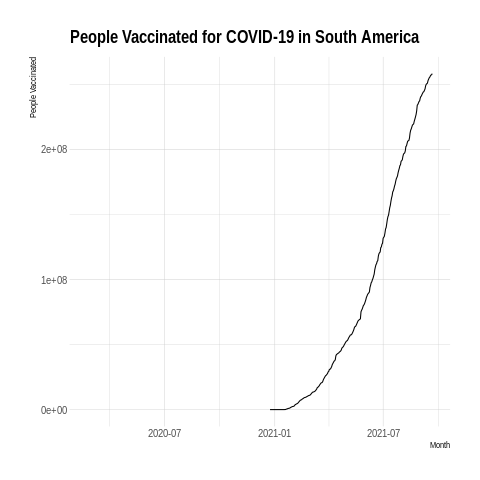 People Vaccinated for COVID-19 in South America
People Vaccinated
2e+08
1e+08
0e+00
2020-07 2021-01 2021-07
Month